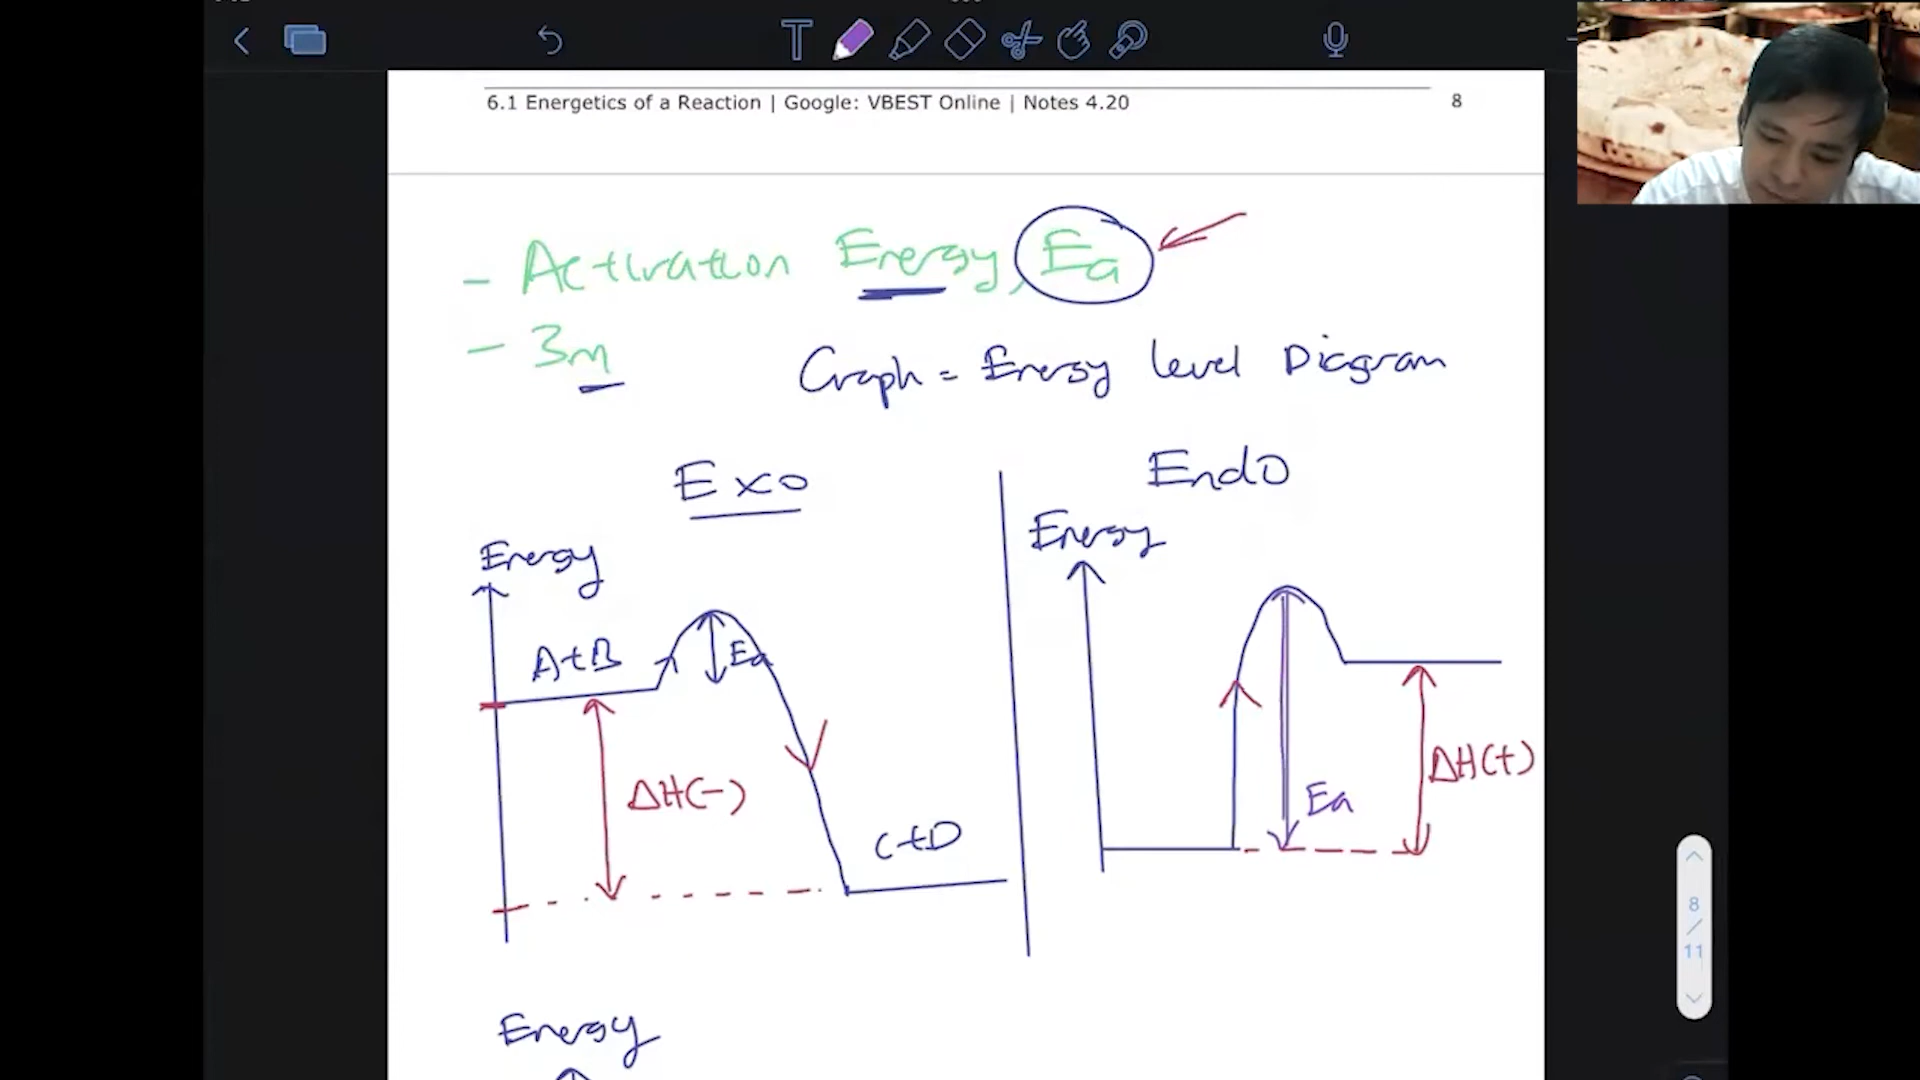 T
6.1 Energetics of a Reaction | Google: VBEST Online | Notes 4.20
8
- Activation Energy, Ea
- 3m
Graph = Energy level Diagram
Exo
Endo
Energy
Energy
A+B
Ea
ΔH(-)
C+D
ΔH(+)
Ea
8
/
11
Energy